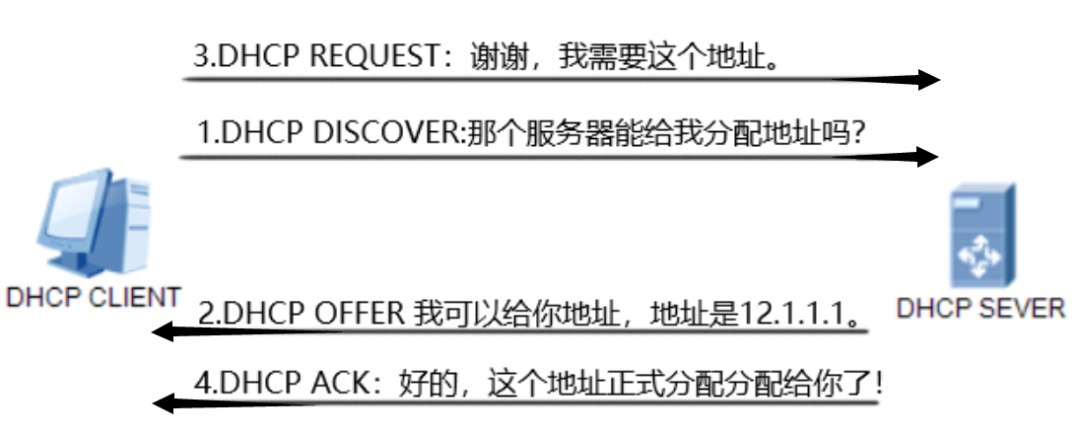 3.DHCP REQUEST：谢谢，我需要这个地址。
1.DHCP DISCOVER:那个服务器能给我分配地址吗?
DHCP CLIENT
DHCP SEVER
2.DHCP OFFER 我可以给你地址，地址是12.1.1.1。
4.DHCP ACK：好的，这个地址正式分配分配给你了!